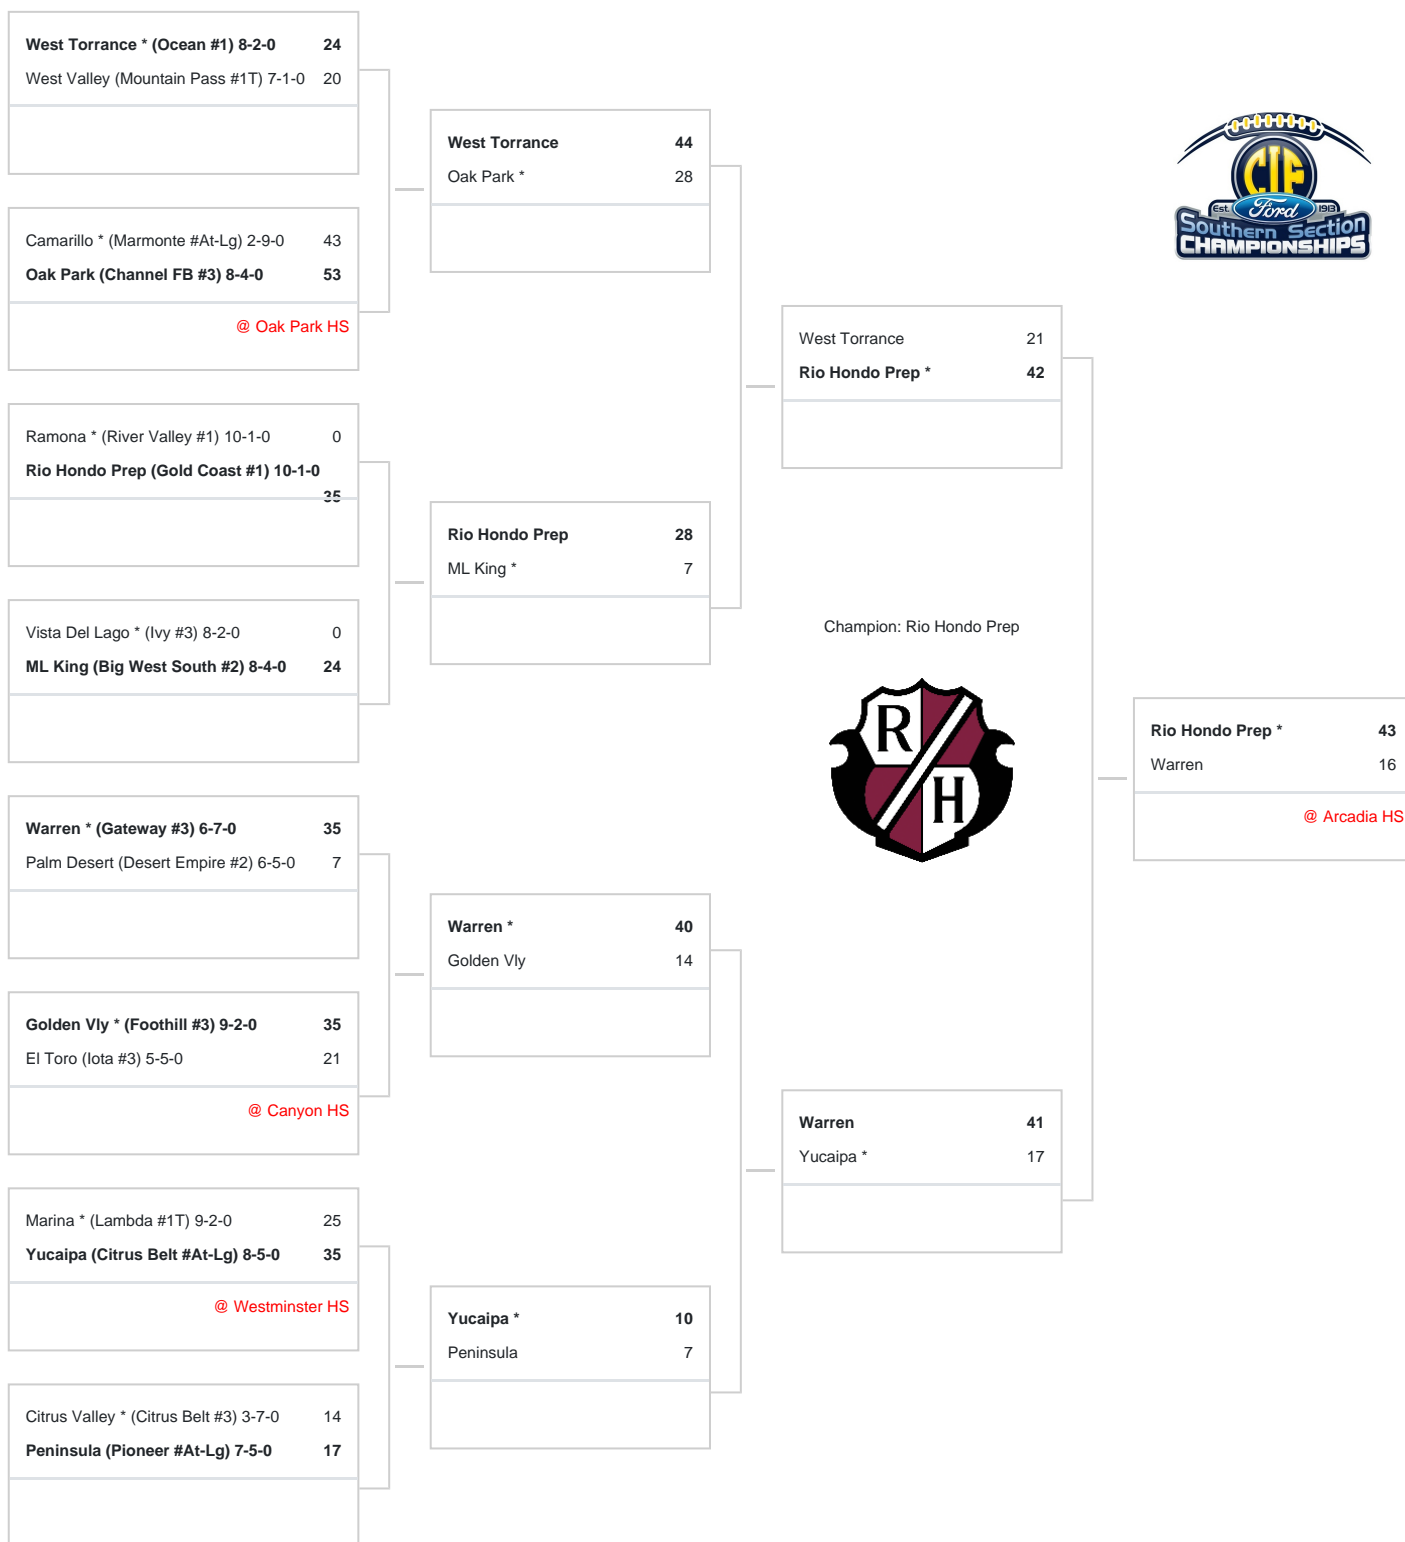 West Torrance * (Ocean #1) 8-2-0 24
West Valley (Mountain Pass #1T) 7-1-0 20
Camarillo * (Marmonte #At-Lg) 2-9-0 43
Oak Park (Channel FB #3) 8-4-0 53
@ Oak Park HS
Ramona * (River Valley #1) 10-1-0 0
Rio Hondo Prep (Gold Coast #1) 10-1-0
35
Vista Del Lago * (Ivy #3) 8-2-0 0
ML King (Big West South #2) 8-4-0 24
Warren * (Gateway #3) 6-7-0 35
Palm Desert (Desert Empire #2) 6-5-0 7
Golden Vly * (Foothill #3) 9-2-0 35
El Toro (Iota #3) 5-5-0 21
@ Canyon HS
Marina * (Lambda #1T) 9-2-0 25
Yucaipa (Citrus Belt #At-Lg) 8-5-0 35
@ Westminster HS
Citrus Valley * (Citrus Belt #3) 3-7-0 14
Peninsula (Pioneer #At-Lg) 7-5-0 17
West Torrance 44
Oak Park * 28
Rio Hondo Prep 28
ML King * 7
Warren * 40
Golden Vly 14
Yucaipa * 10
Peninsula 7
West Torrance 21
Rio Hondo Prep * 42
Warren 41
Yucaipa * 17
Champion: Rio Hondo Prep
R
H
Rio Hondo Prep * 43
Warren 16
@ Arcadia HS
CIF
Est. Ford 1913
Southern Section
CHAMPIONSHIPS